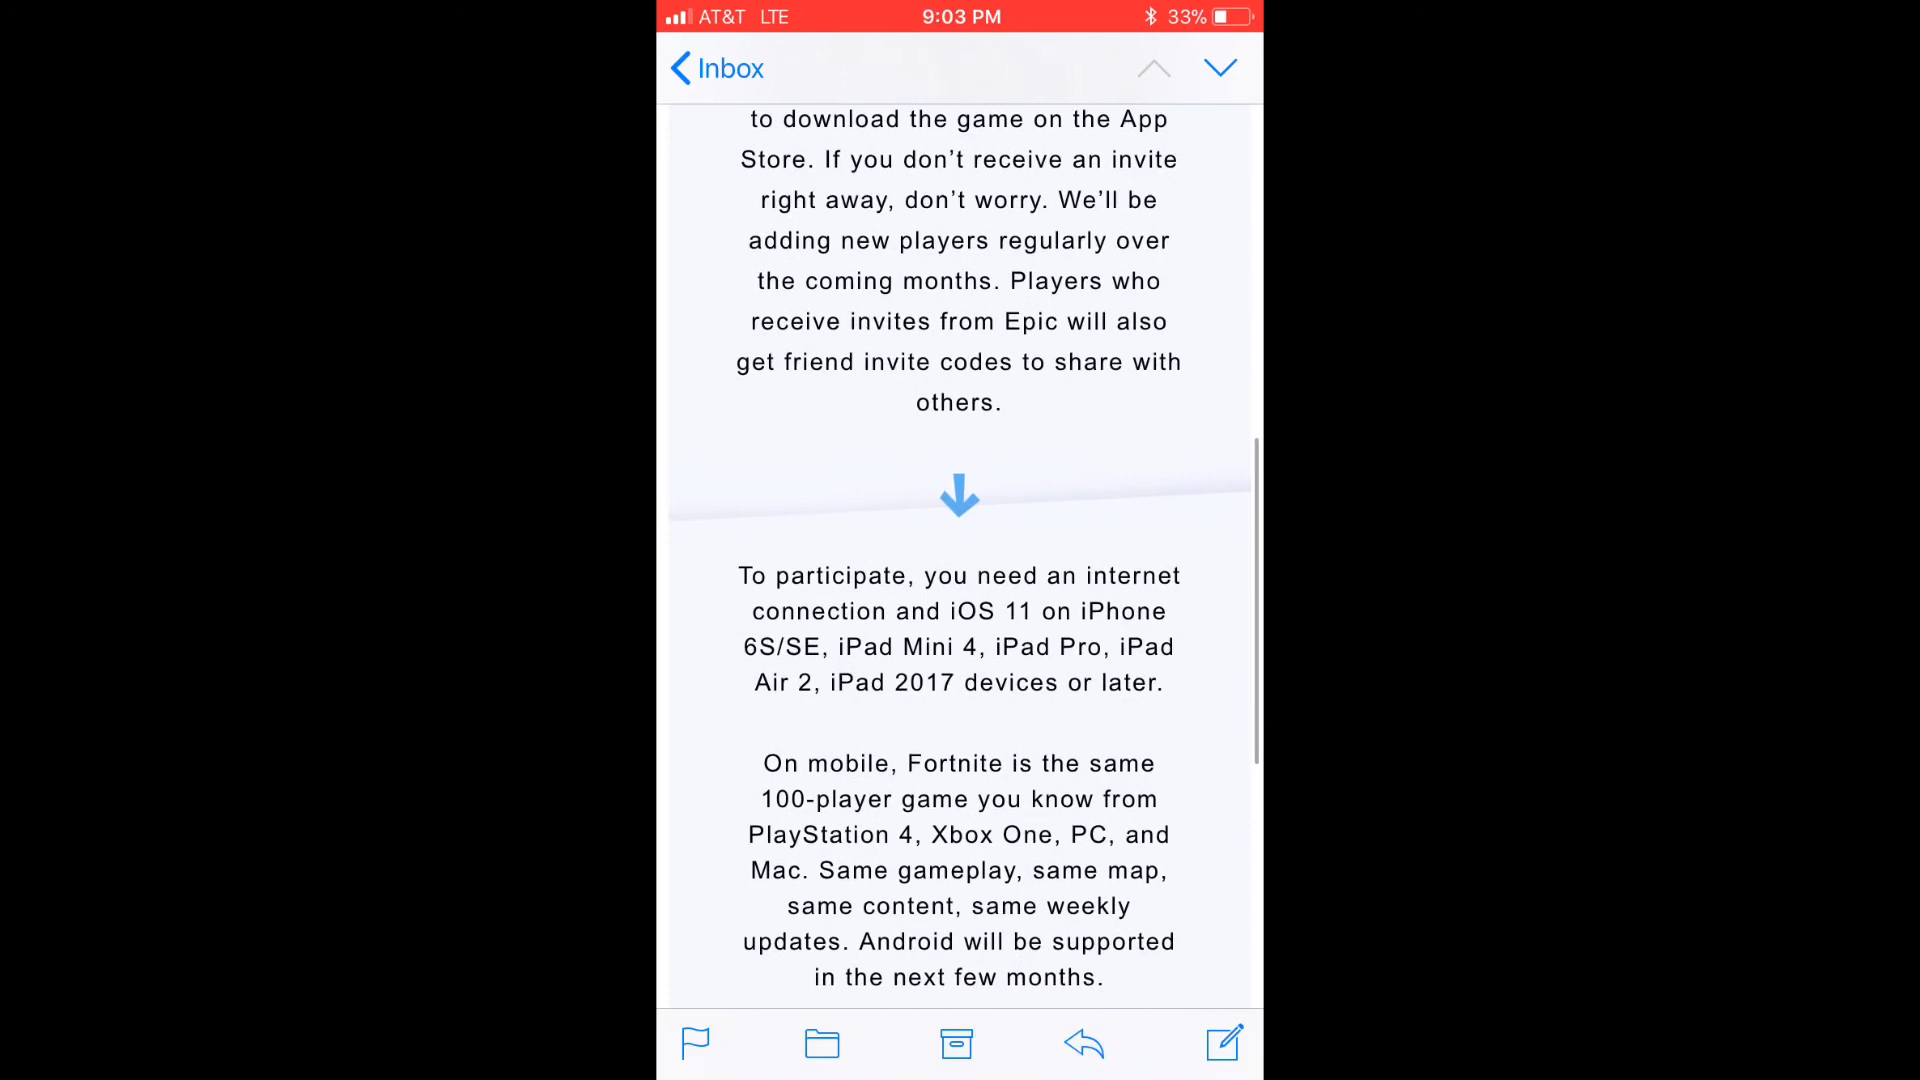 AT&T LTE 9:03 PM 33%
Inbox
to download the game on the App
Store. If you don’t receive an invite
right away, don’t worry. We’ll be
adding new players regularly over
the coming months. Players who
receive invites from Epic will also
get friend invite codes to share with
others.
To participate, you need an internet
connection and iOS 11 on iPhone
6S/SE, iPad Mini 4, iPad Pro, iPad
Air 2, iPad 2017 devices or later.
On mobile, Fortnite is the same
100-player game you know from
PlayStation 4, Xbox One, PC, and
Mac. Same gameplay, same map,
same content, same weekly
updates. Android will be supported
in the next few months.